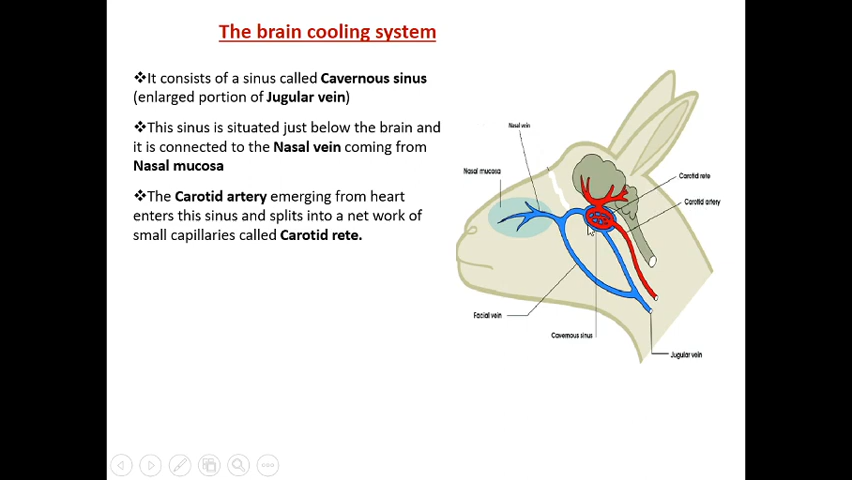 The brain cooling system
❖It consists of a sinus called Cavernous sinus
(enlarged portion of Jugular vein)
❖This sinus is situated just below the brain and
it is connected to the Nasal vein coming from
Nasal mucosa
❖The Carotid artery emerging from heart
enters this sinus and splits into a net work of
small capillaries called Carotid rete.
Nasal vein
Nasal mucosa
Carotid rete
Carotid artery
Facial vein
Cavernous sinus
Jugular vein